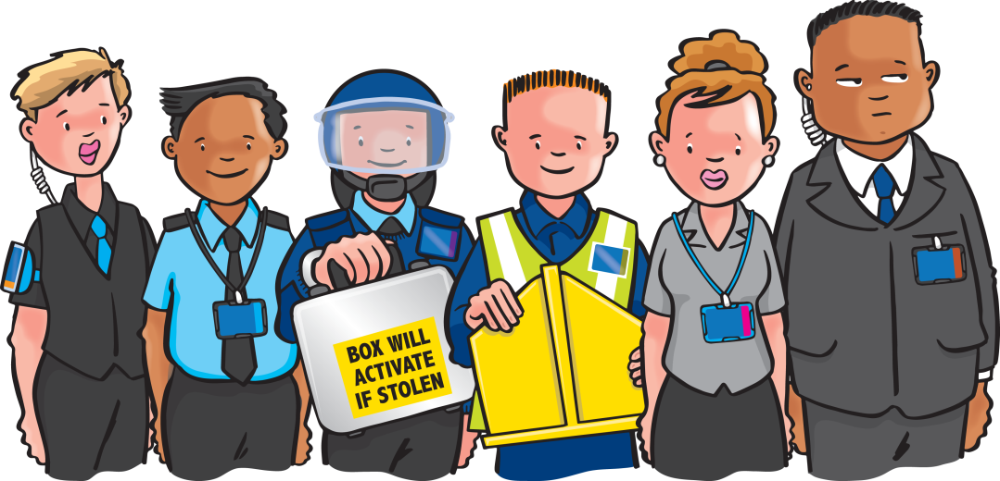 BOX WILL
ACTIVATE
IF STOLEN